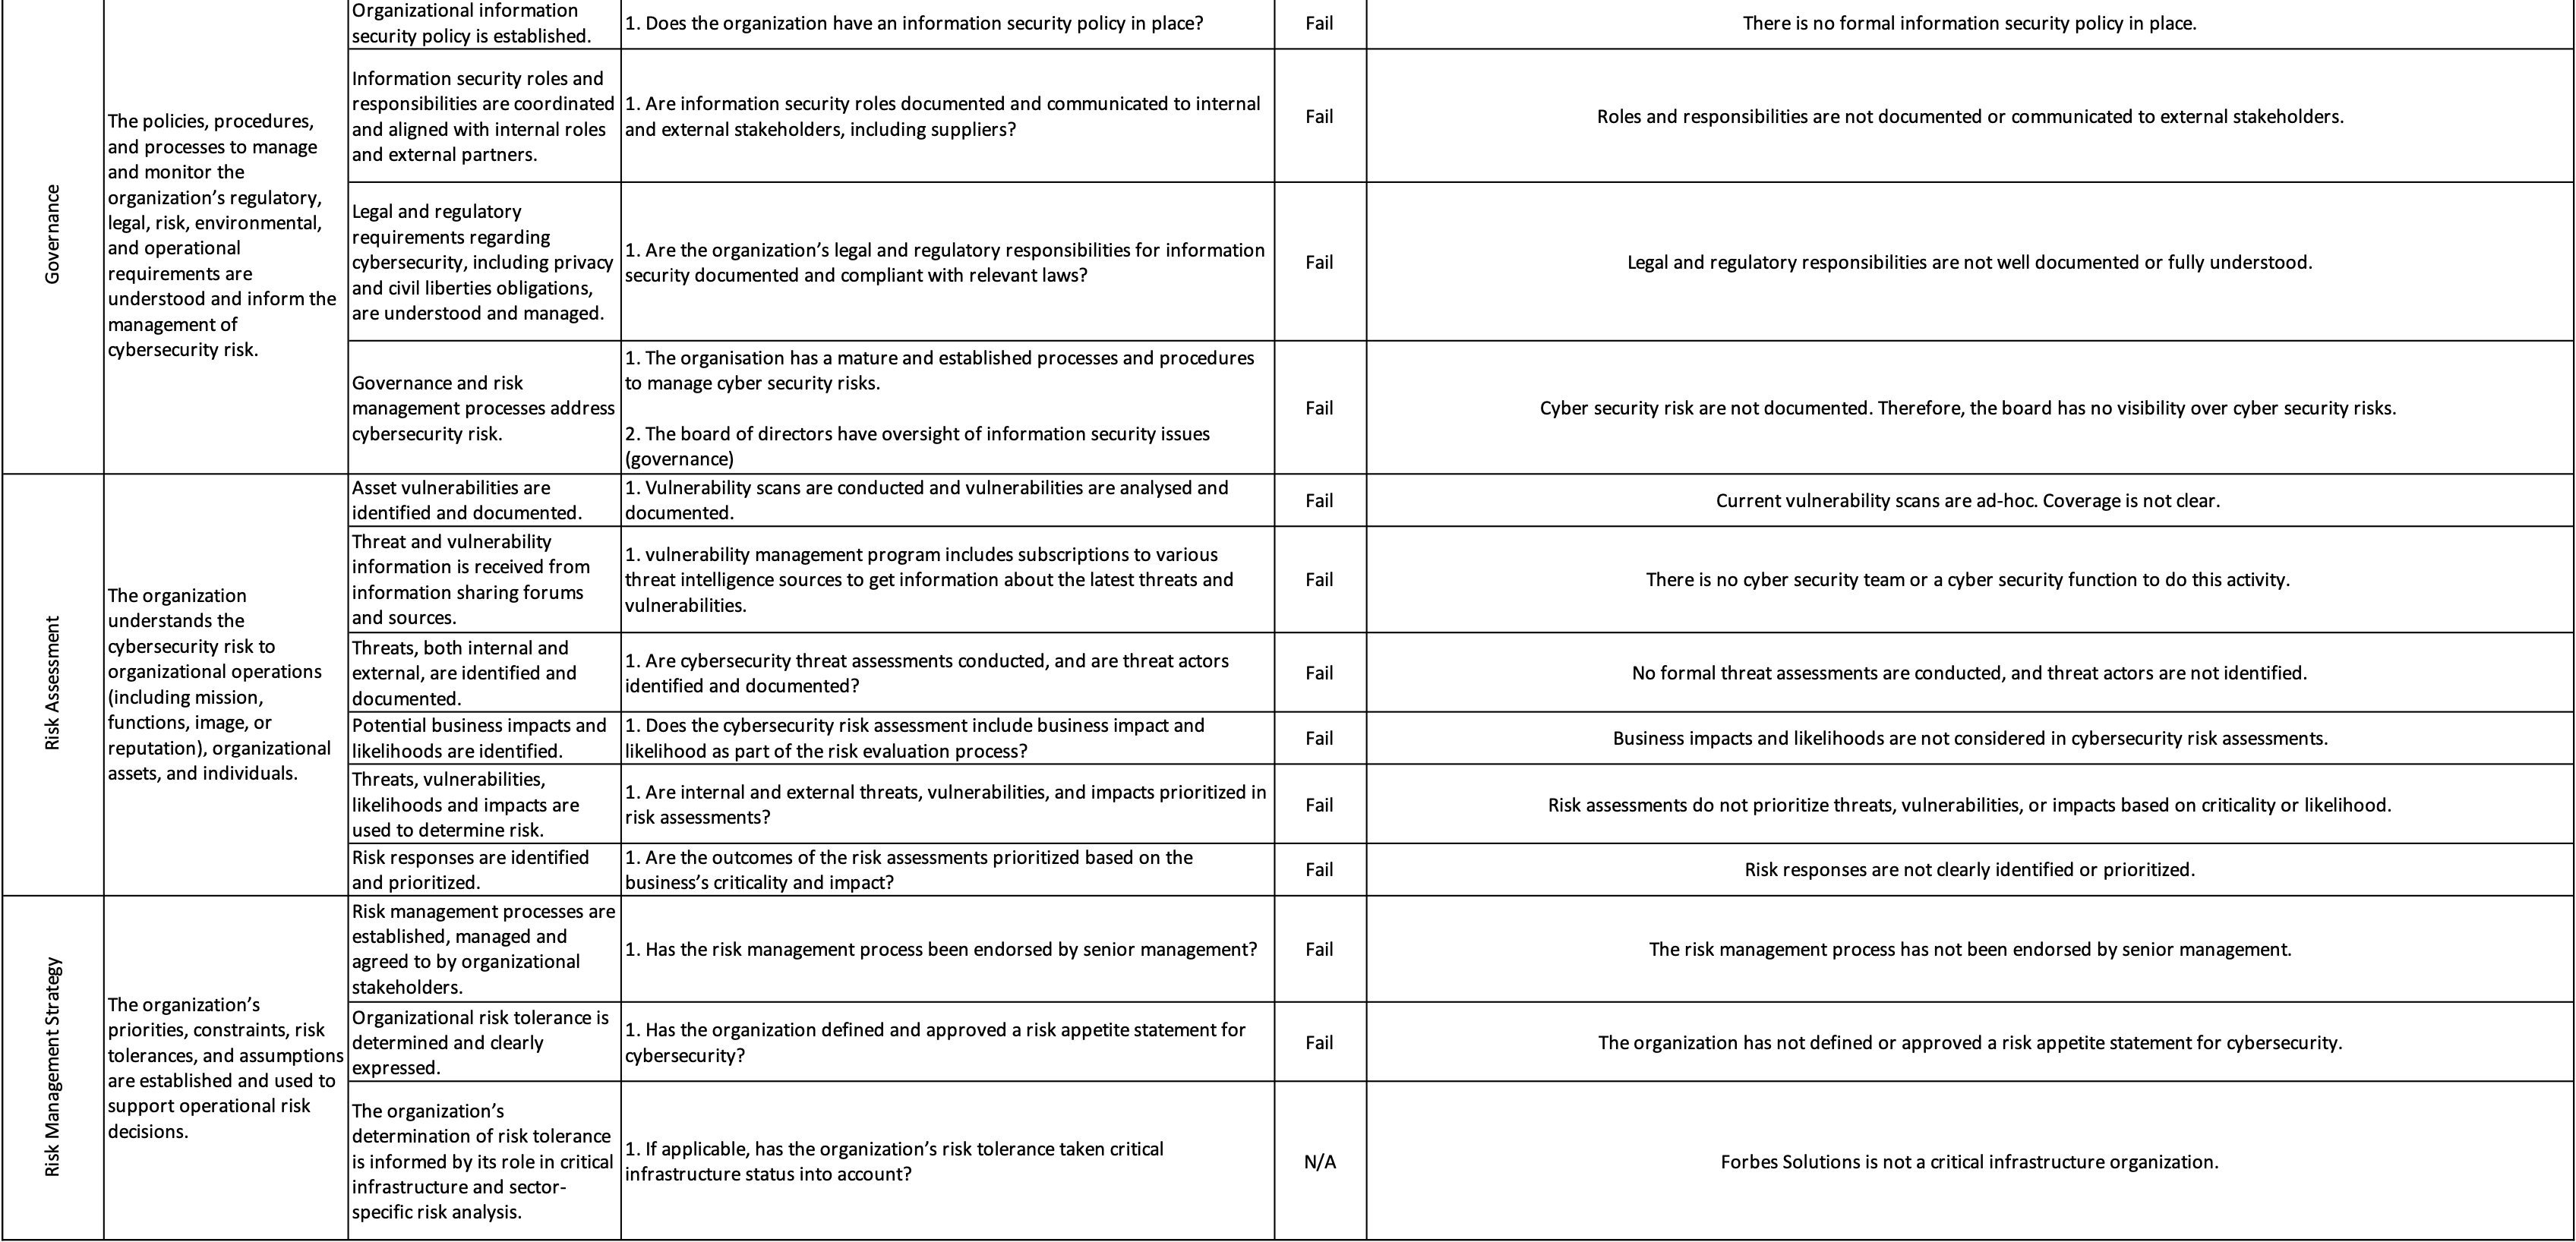 Governance
The policies, procedures,
and processes to manage
and monitor the
organization’s regulatory,
legal, risk, environmental,
and operational
requirements are
understood and inform the
management of
cybersecurity risk.
Organizational information
security policy is established.
1. Does the organization have an information security policy in place?
Fail
There is no formal information security policy in place.
Information security roles and
responsibilities are coordinated
and aligned with internal roles
and external partners.
1. Are information security roles documented and communicated to internal
and external stakeholders, including suppliers?
Fail
Roles and responsibilities are not documented or communicated to external stakeholders.
Legal and regulatory
requirements regarding
cybersecurity, including privacy
and civil liberties obligations,
are understood and managed.
1. Are the organization’s legal and regulatory responsibilities for information
security documented and compliant with relevant laws?
Fail
Legal and regulatory responsibilities are not well documented or fully understood.
Governance and risk
management processes address
cybersecurity risk.
1. The organisation has a mature and established processes and procedures
to manage cyber security risks.
2. The board of directors have oversight of information security issues
(governance)
Fail
Cyber security risk are not documented. Therefore, the board has no visibility over cyber security risks.
Risk Assessment
The organization
understands the
cybersecurity risk to
organizational operations
(including mission,
functions, image, or
reputation), organizational
assets, and individuals.
Asset vulnerabilities are
identified and documented.
1. Vulnerability scans are conducted and vulnerabilities are analysed and
documented.
Fail
Current vulnerability scans are ad-hoc. Coverage is not clear.
Threat and vulnerability
information is received from
information sharing forums
and sources.
1. vulnerability management program includes subscriptions to various
threat intelligence sources to get information about the latest threats and
vulnerabilities.
Fail
There is no cyber security team or a cyber security function to do this activity.
Threats, both internal and
external, are identified and
documented.
1. Are cybersecurity threat assessments conducted, and are threat actors
identified and documented?
Fail
No formal threat assessments are conducted, and threat actors are not identified.
Potential business impacts and
likelihoods are identified.
1. Does the cybersecurity risk assessment include business impact and
likelihood as part of the risk evaluation process?
Fail
Business impacts and likelihoods are not considered in cybersecurity risk assessments.
Threats, vulnerabilities,
likelihoods and impacts are
used to determine risk.
1. Are internal and external threats, vulnerabilities, and impacts prioritized in
risk assessments?
Fail
Risk assessments do not prioritize threats, vulnerabilities, or impacts based on criticality or likelihood.
Risk responses are identified
and prioritized.
1. Are the outcomes of the risk assessments prioritized based on the
business’s criticality and impact?
Fail
Risk responses are not clearly identified or prioritized.
Risk Management Strategy
The organization’s
priorities, constraints, risk
tolerances, and assumptions
are established and used to
support operational risk
decisions.
Risk management processes are
established, managed and
agreed to by organizational
stakeholders.
1. Has the risk management process been endorsed by senior management?
Fail
The risk management process has not been endorsed by senior management.
Organizational risk tolerance is
determined and clearly
expressed.
1. Has the organization defined and approved a risk appetite statement for
cybersecurity?
Fail
The organization has not defined or approved a risk appetite statement for cybersecurity.
The organization’s
determination of risk tolerance
is informed by its role in critical
infrastructure and sector-
specific risk analysis.
1. If applicable, has the organization’s risk tolerance taken critical
infrastructure status into account?
N/A
Forbes Solutions is not a critical infrastructure organization.